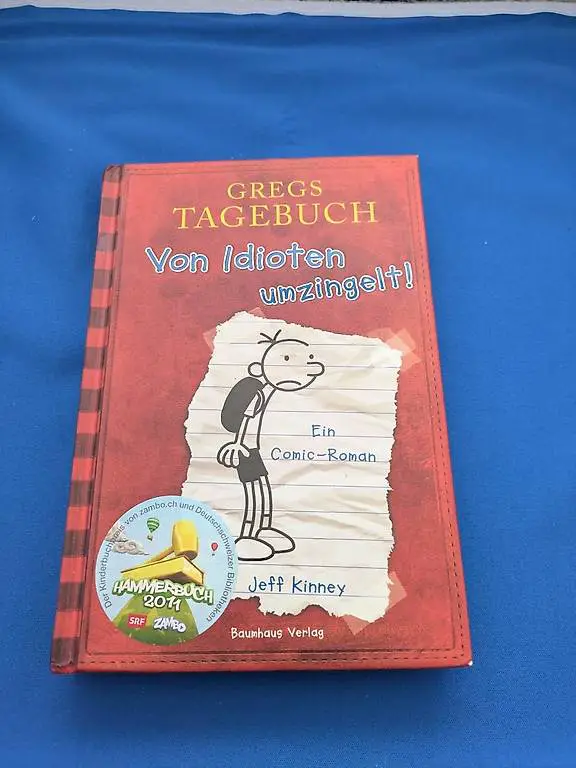 GREGS
TAGEBUCH
Von Idioten
umzingelt!
Ein
Comic-Roman
Jeff Kinney
Baumhaus Verlag
Der Kinderbuchpreis von zambo.ch und Deutschschweizer Bibliotheken
HAMMERBUCH
2011
SRF ZAMBO